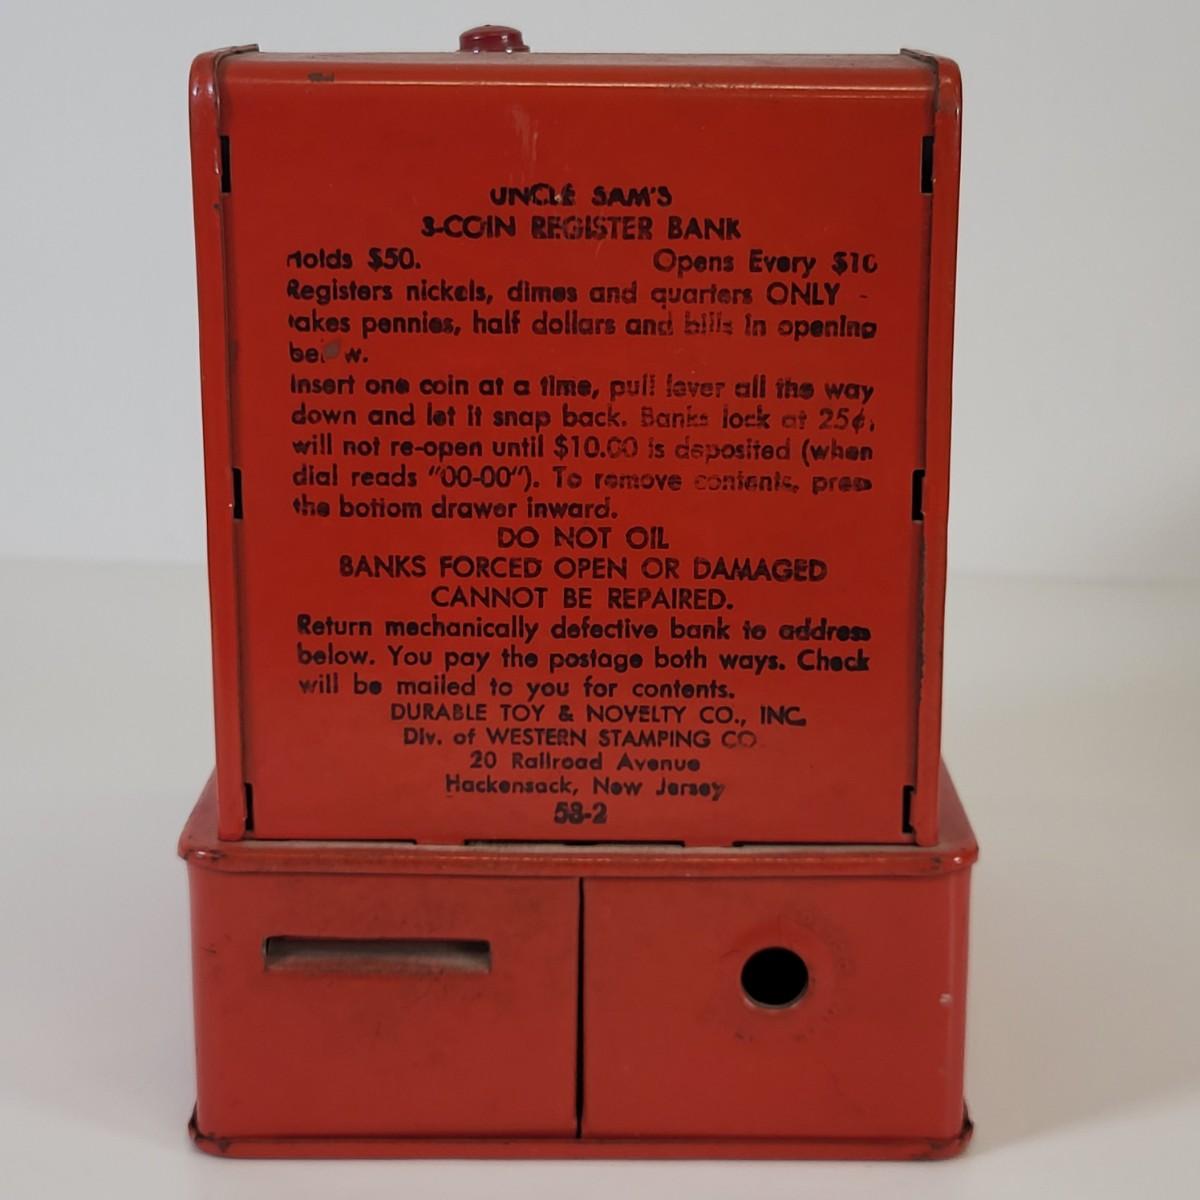 UNCLE SAM'S
3-COIN REGISTER BANK
Holds $50. Opens Every $10
Registers nickels, dimes and quarters ONLY -
takes pennies, half dollars and bills in opening
below.
Insert one coin at a time, pull lever all the way
down and let it snap back. Banks lock at 25¢,
will not re-open until $10.00 is deposited (when
dial reads "00-00"). To remove contents, press
the bottom drawer inward.
DO NOT OIL
BANKS FORCED OPEN OR DAMAGED
CANNOT BE REPAIRED.
Return mechanically defective bank to address
below. You pay the postage both ways. Check
will be mailed to you for contents.
DURABLE TOY & NOVELTY CO., INC.
Div. of WESTERN STAMPING CO.
20 Railroad Avenue
Hackensack, New Jersey
58-2